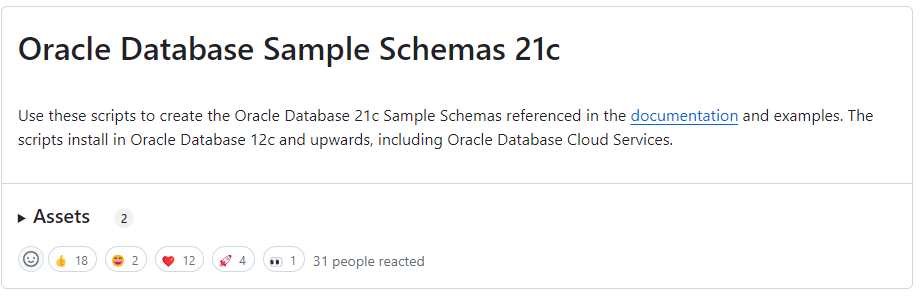 Oracle Database Sample Schemas 21c
Use these scripts to create the Oracle Database 21c Sample Schemas referenced in the documentation and examples. The
scripts install in Oracle Database 12c and upwards, including Oracle Database Cloud Services.
Assets 2
18 2 12 4 1 31 people reacted